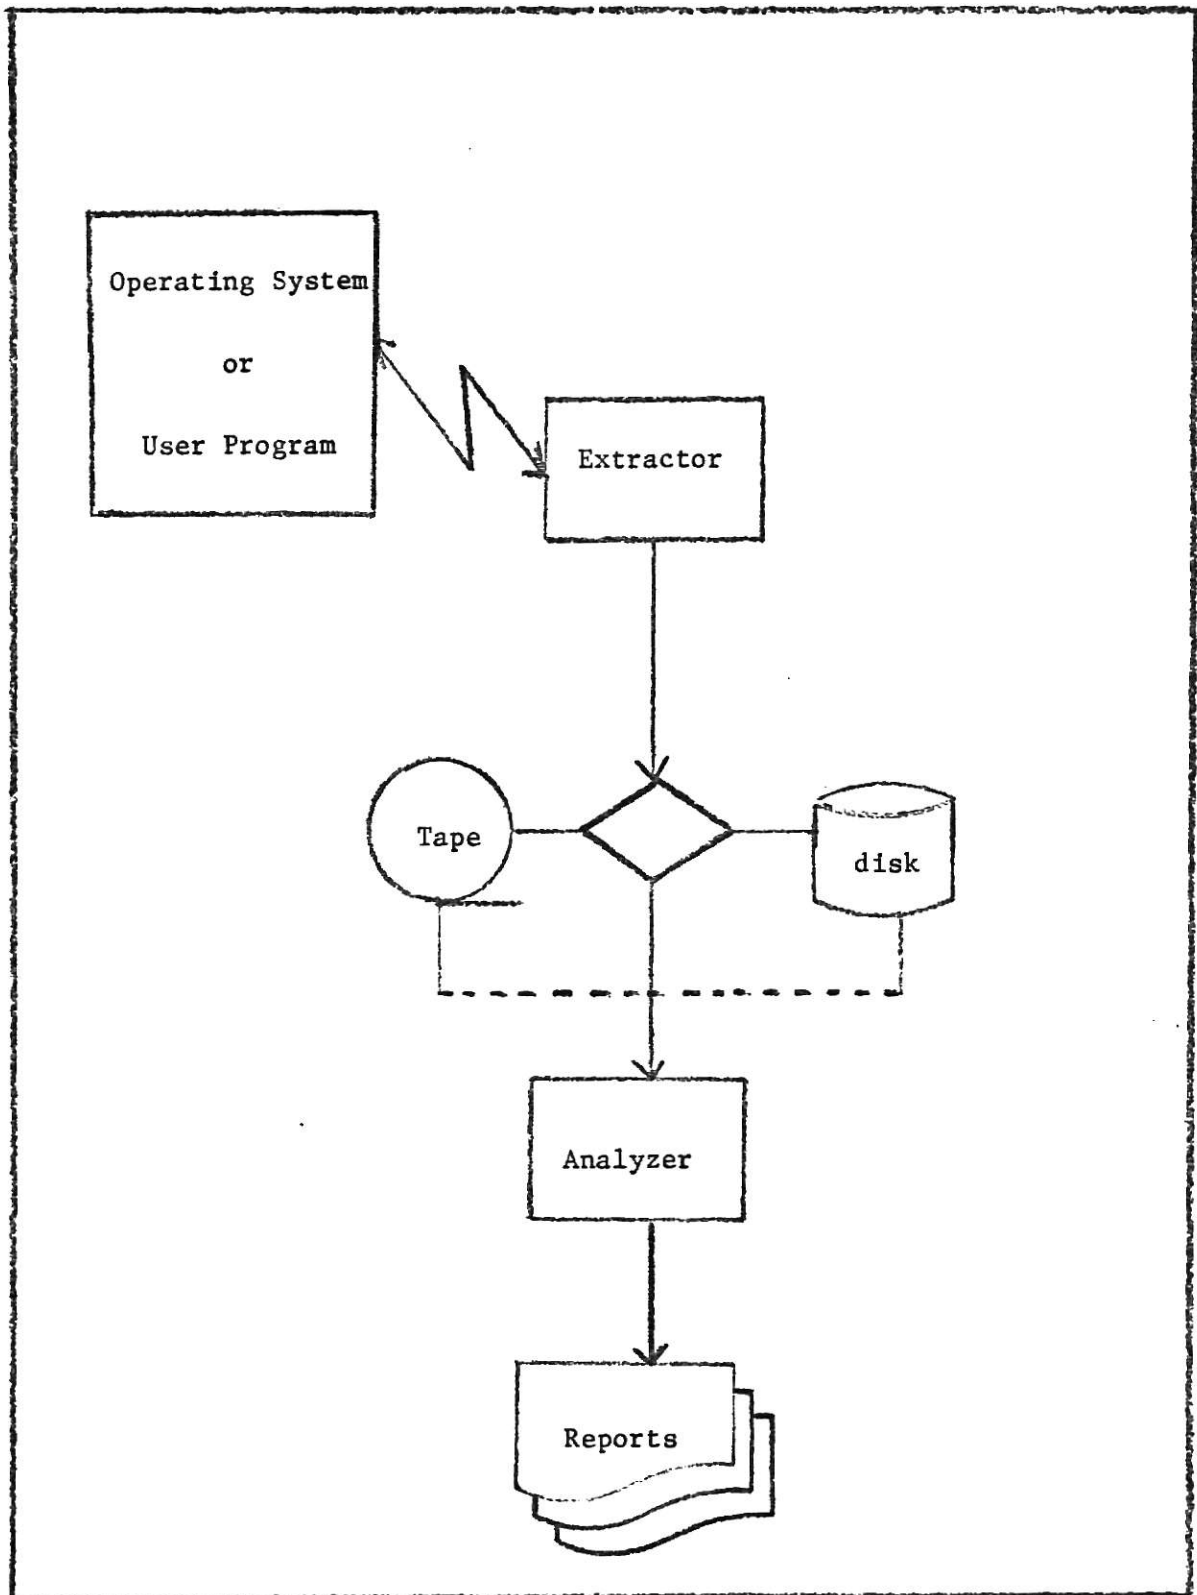 Operating System
or
User Program
Extractor
Tape
disk
Analyzer
Reports